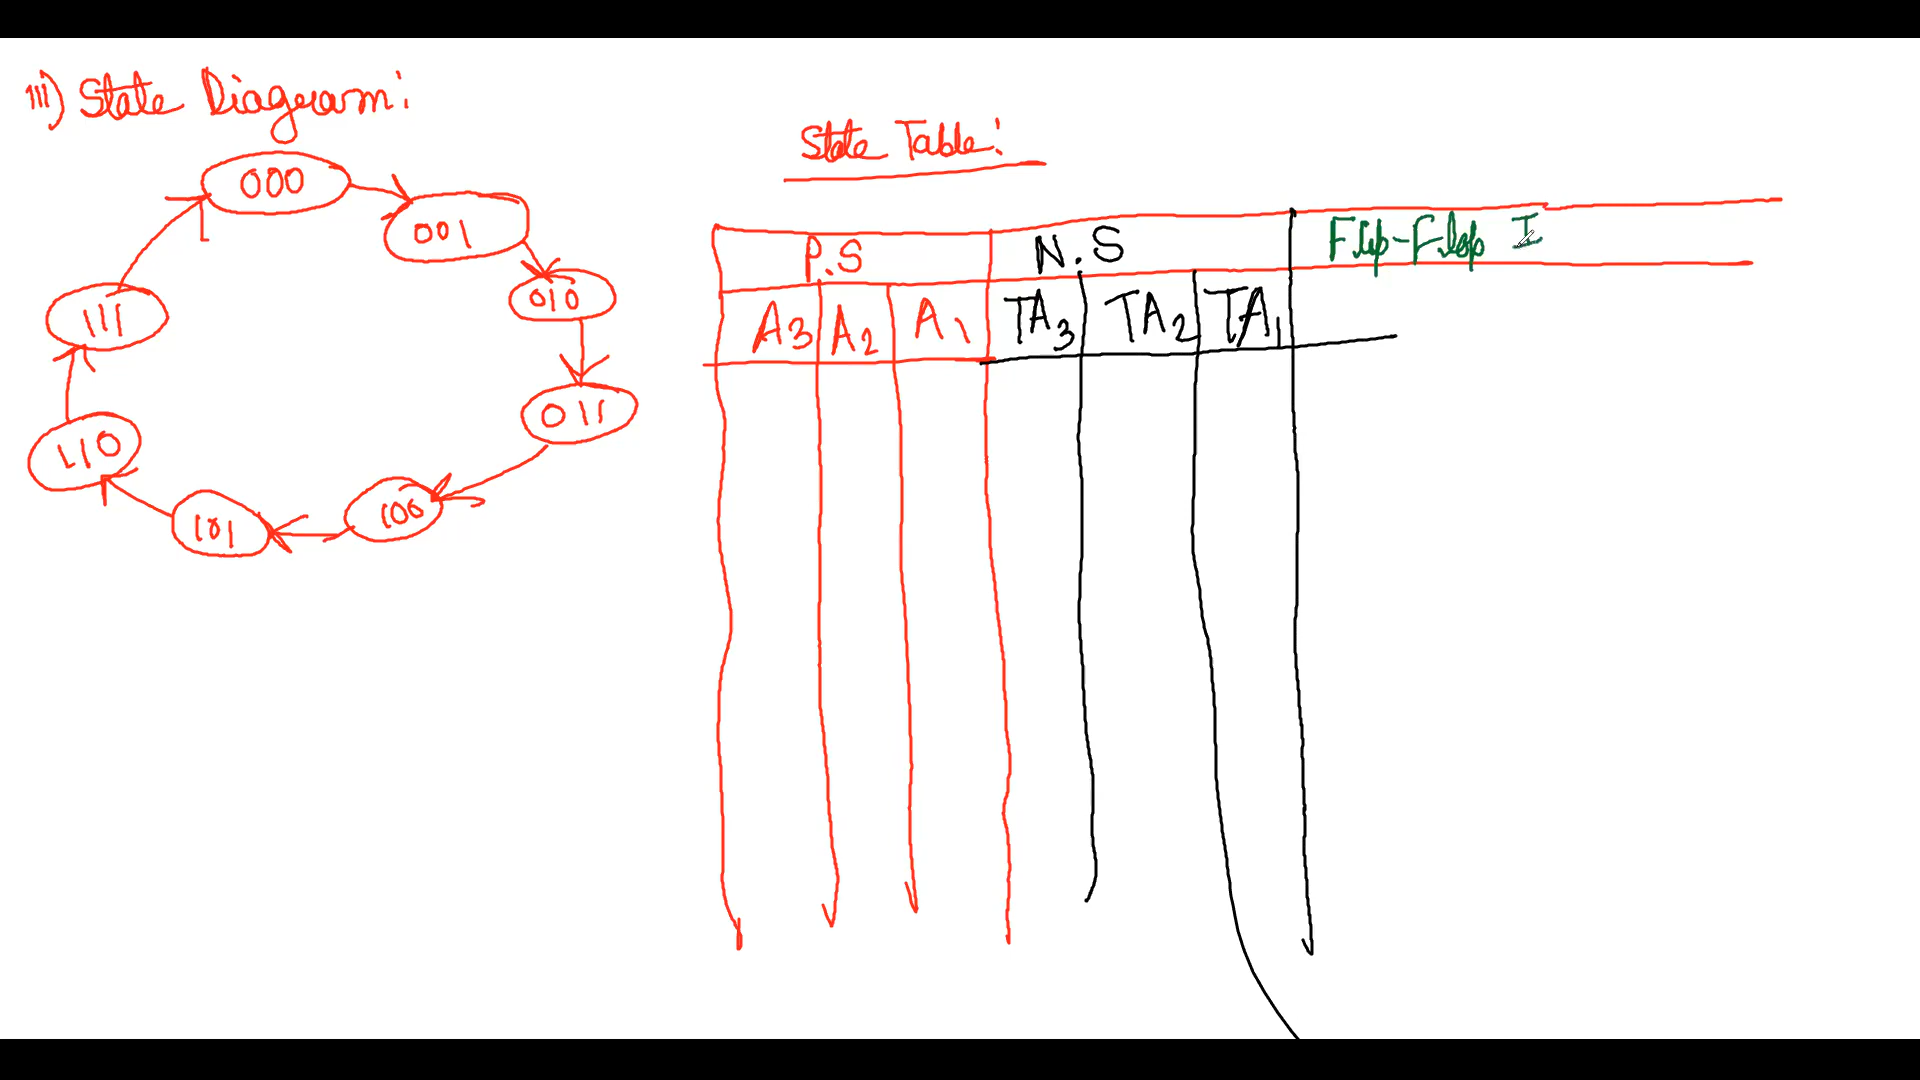 iii) State Diagram:
000
001
010
011
100
101
110
111
State Table:
P.S N.S Flip-Flop I
A3 A2 A1 TA3 TA2 TA1